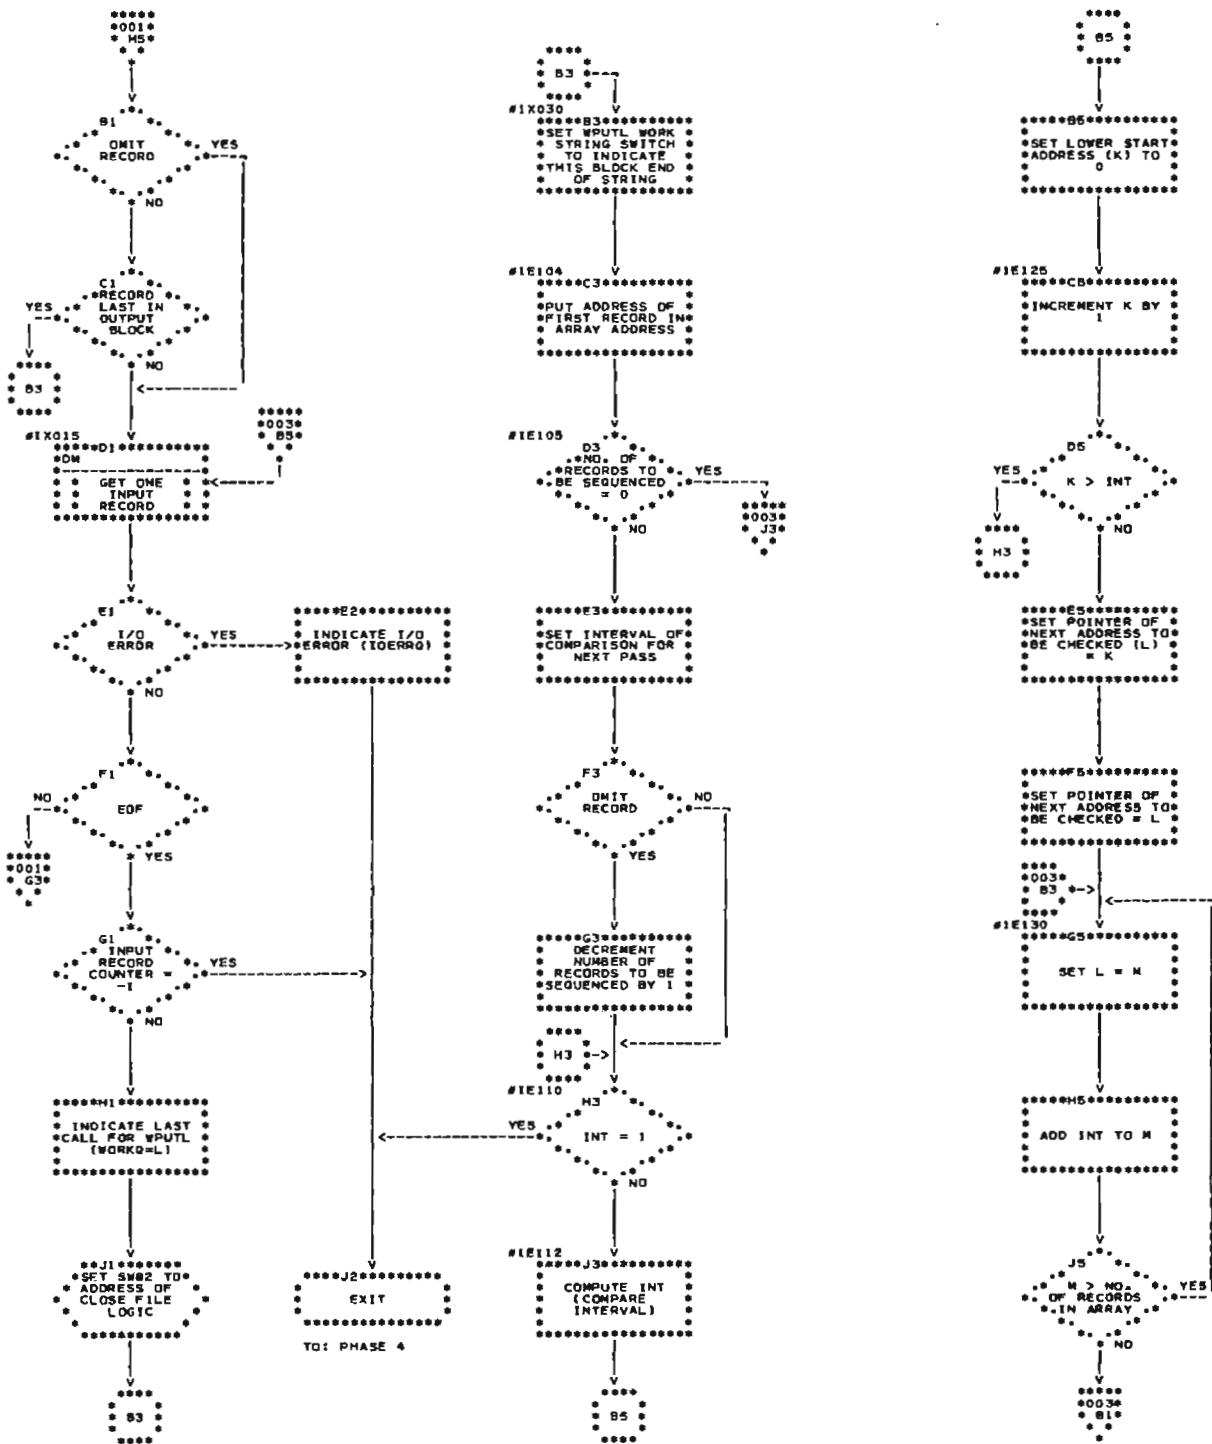 001
H5
B1
OMIT
RECORD
YES
NO
C1
RECORD
LAST IN
OUTPUT
BLOCK
YES
NO
B3
003
B5
#IX015
D1
DM
GET ONE
INPUT
RECORD
E1
I/O
ERROR
YES
NO
F1
EOF
NO
YES
001
G3
G1
INPUT
RECORD
COUNTER =
-1
YES
NO
H1
INDICATE LAST
CALL FOR WPUTL
(WORKQ=L)
J1
SET SW82 TO
ADDRESS OF
CLOSE FILE
LOGIC
B3
E2
INDICATE I/O
ERROR (IOERRQ)
J2
EXIT
TO: PHASE 4
B3
#IX030
B3
SET WPUTL WORK
STRING SWITCH
TO INDICATE
THIS BLOCK END
OF STRING
#IE104
C3
PUT ADDRESS OF
FIRST RECORD IN
ARRAY ADDRESS
#IE105
D3
NO. OF
RECORDS TO
BE SEQUENCED
= 0
YES
003
J3
NO
E3
SET INTERVAL OF
COMPARISON FOR
NEXT PASS
F3
OMIT
RECORD
NO
YES
G3
DECREMENT
NUMBER OF
RECORDS TO BE
SEQUENCED BY 1
H3
#IE110
H3
INT = 1
YES
NO
#IE112
J3
COMPUTE INT
(COMPARE
INTERVAL)
B5
B5
B5
SET LOWER START
ADDRESS (K) TO
0
#IE125
C5
INCREMENT K BY
1
D5
K > INT
YES
NO
H3
E5
SET POINTER OF
NEXT ADDRESS TO
BE CHECKED (L)
= K
F5
SET POINTER OF
NEXT ADDRESS TO
BE CHECKED = L
003
B3
#IE130
G5
SET L = M
H5
ADD INT TO M
J5
M > NO.
OF RECORDS
IN ARRAY
YES
NO
003
B1